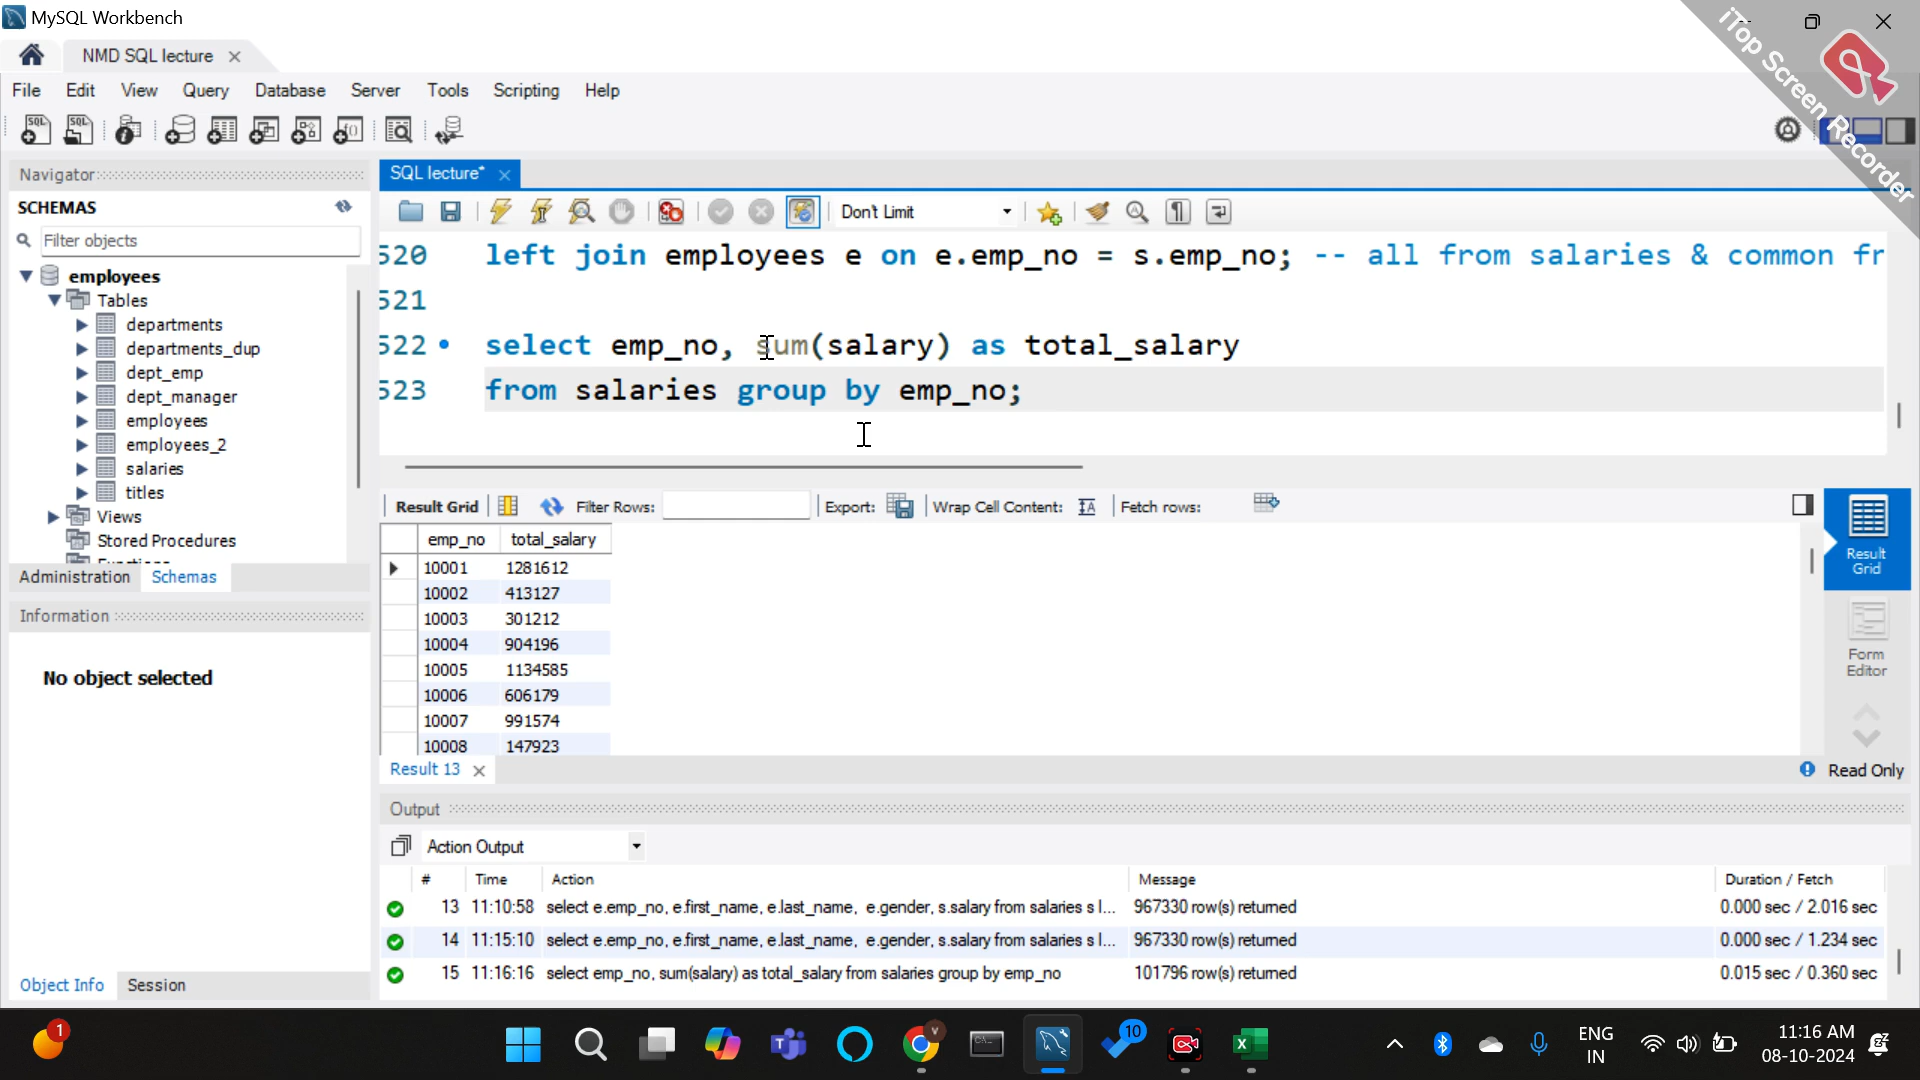 MySQL Workbench
iTop Screen Recorder
NMD SQL lecture
File Edit View Query Database Server Tools Scripting Help
Navigator
SQL lecture*
SCHEMAS
Don't Limit
Filter objects
520 left join employees e on e.emp_no = s.emp_no; -- all from salaries & common fr
521
522 select emp_no, sum(salary) as total_salary
523 from salaries group by emp_no;
employees
Tables
departments
departments_dup
dept_emp
dept_manager
employees
employees_2
salaries
titles
Views
Stored Procedures
Administration Schemas
Result Grid Filter Rows: Export: Wrap Cell Content: Fetch rows:
emp_no total_salary
10001 1281612
10002 413127
10003 301212
10004 904196
10005 1134585
10006 606179
10007 991574
10008 147923
Result Grid
Form Editor
Result 13
Read Only
Information
No object selected
Object Info Session
Output
Action Output
# Time Action Message Duration / Fetch
13 11:10:58 select e.emp_no, e.first_name, e.last_name, e.gender, s.salary from salaries s l... 967330 row(s) returned 0.000 sec / 2.016 sec
14 11:15:10 select e.emp_no, e.first_name, e.last_name, e.gender, s.salary from salaries s l... 967330 row(s) returned 0.000 sec / 1.234 sec
15 11:16:16 select emp_no, sum(salary) as total_salary from salaries group by emp_no 101796 row(s) returned 0.015 sec / 0.360 sec
1
V
10
ENG
IN
11:16 AM
08-10-2024